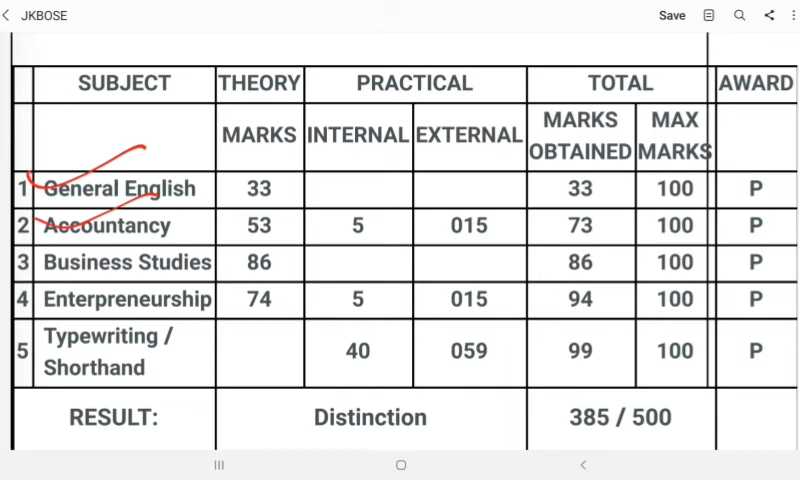 JKBOSE Save
SUBJECT THEORY PRACTICAL TOTAL AWARD
MARKS INTERNAL EXTERNAL MARKS OBTAINED MAX MARKS
1 General English 33 33 100 P
2 Accountancy 53 5 015 73 100 P
3 Business Studies 86 86 100 P
4 Enterpreneurship 74 5 015 94 100 P
5 Typewriting /
Shorthand 40 059 99 100 P
RESULT: Distinction 385 / 500